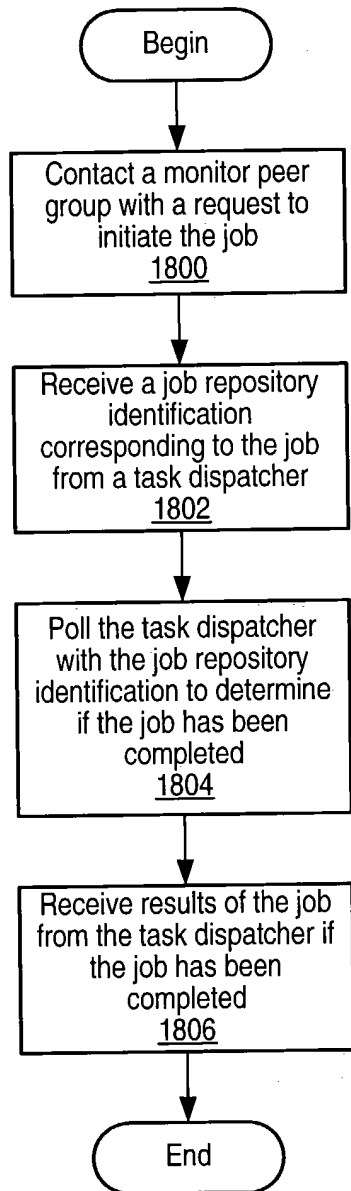 Begin
Contact a monitor peer
group with a request to
initiate the job
1800
Receive a job repository
identification
corresponding to the job
from a task dispatcher
1802
Poll the task dispatcher
with the job repository
identification to determine
if the job has been
completed
1804
Receive results of the job
from the task dispatcher if
the job has been
completed
1806
End